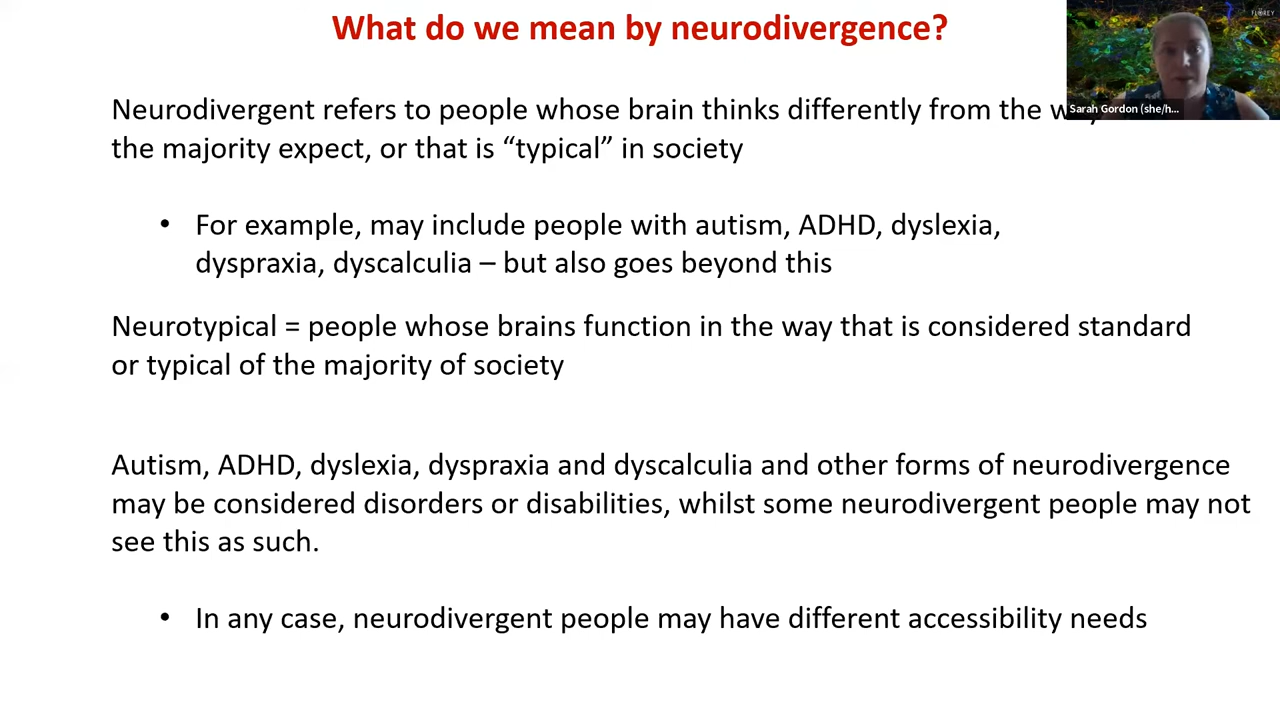 What do we mean by neurodivergence?
FLOREY
Sarah Gordon (she/h...
Neurodivergent refers to people whose brain thinks differently from the way
the majority expect, or that is “typical” in society
• For example, may include people with autism, ADHD, dyslexia,
dyspraxia, dyscalculia – but also goes beyond this
Neurotypical = people whose brains function in the way that is considered standard
or typical of the majority of society
Autism, ADHD, dyslexia, dyspraxia and dyscalculia and other forms of neurodivergence
may be considered disorders or disabilities, whilst some neurodivergent people may not
see this as such.
• In any case, neurodivergent people may have different accessibility needs